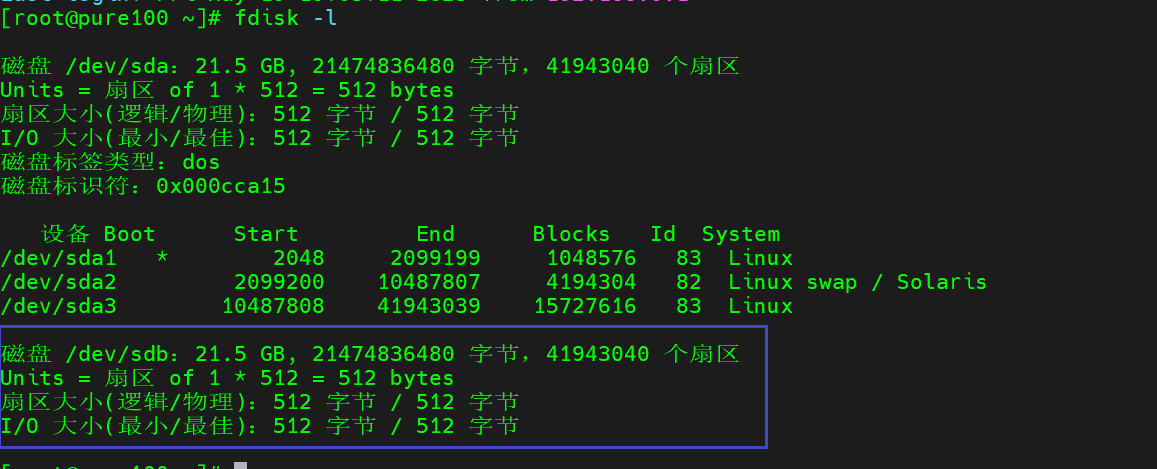 [root@pure100 ~]# fdisk -l
磁盘 /dev/sda：21.5 GB, 21474836480 字节，41943040 个扇区
Units = 扇区 of 1 * 512 = 512 bytes
扇区大小(逻辑/物理)：512 字节 / 512 字节
I/O 大小(最小/最佳)：512 字节 / 512 字节
磁盘标签类型：dos
磁盘标识符：0x000cca15
设备 Boot      Start         End      Blocks   Id  System
/dev/sda1   *        2048     2099199     1048576   83  Linux
/dev/sda2         2099200    10487807     4194304   82  Linux swap / Solaris
/dev/sda3        10487808    41943039    15727616   83  Linux
磁盘 /dev/sdb：21.5 GB, 21474836480 字节，41943040 个扇区
Units = 扇区 of 1 * 512 = 512 bytes
扇区大小(逻辑/物理)：512 字节 / 512 字节
I/O 大小(最小/最佳)：512 字节 / 512 字节
[root@pure100 ~]#